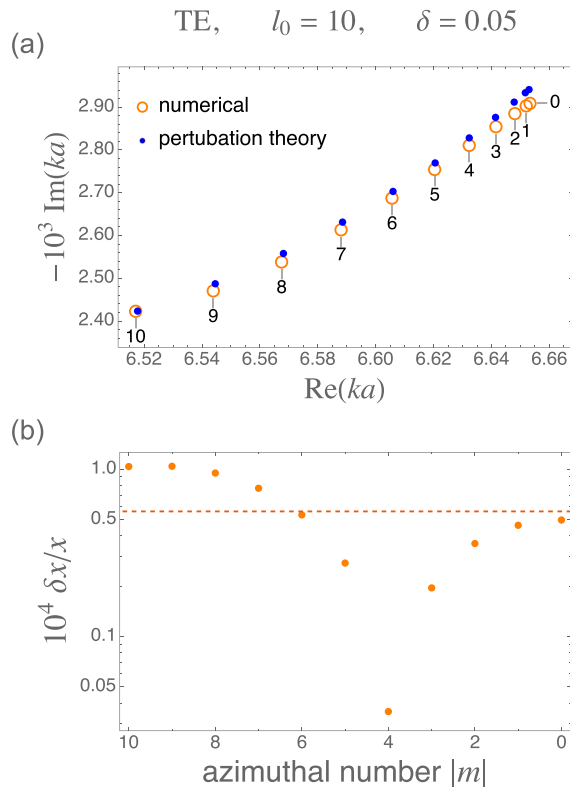 TE, l₀ = 10, δ = 0.05
(a)
numerical
pertubation theory
−10³ Im(ka)
2.90
2.80
2.70
2.60
2.50
2.40
0
1
2
3
4
5
6
7
8
9
10
6.52 6.54 6.56 6.58 6.60 6.62 6.64 6.66
Re(ka)
(b)
10⁴ δx/x
1.0
0.5
0.1
0.05
10 8 6 4 2 0
azimuthal number |m|